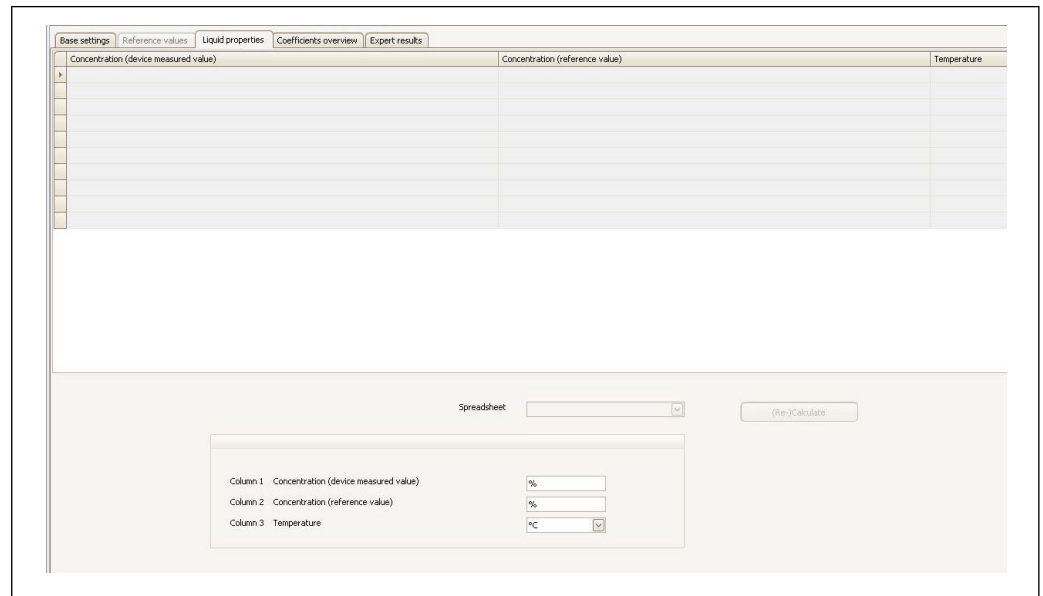 Base settings Reference values Liquid properties Coefficients overview Expert results
Concentration (device measured value) Concentration (reference value) Temperature
Spreadsheet
(Re-)Calculate
Column 1 Concentration (device measured value) %
Column 2 Concentration (reference value) %
Column 3 Temperature °C